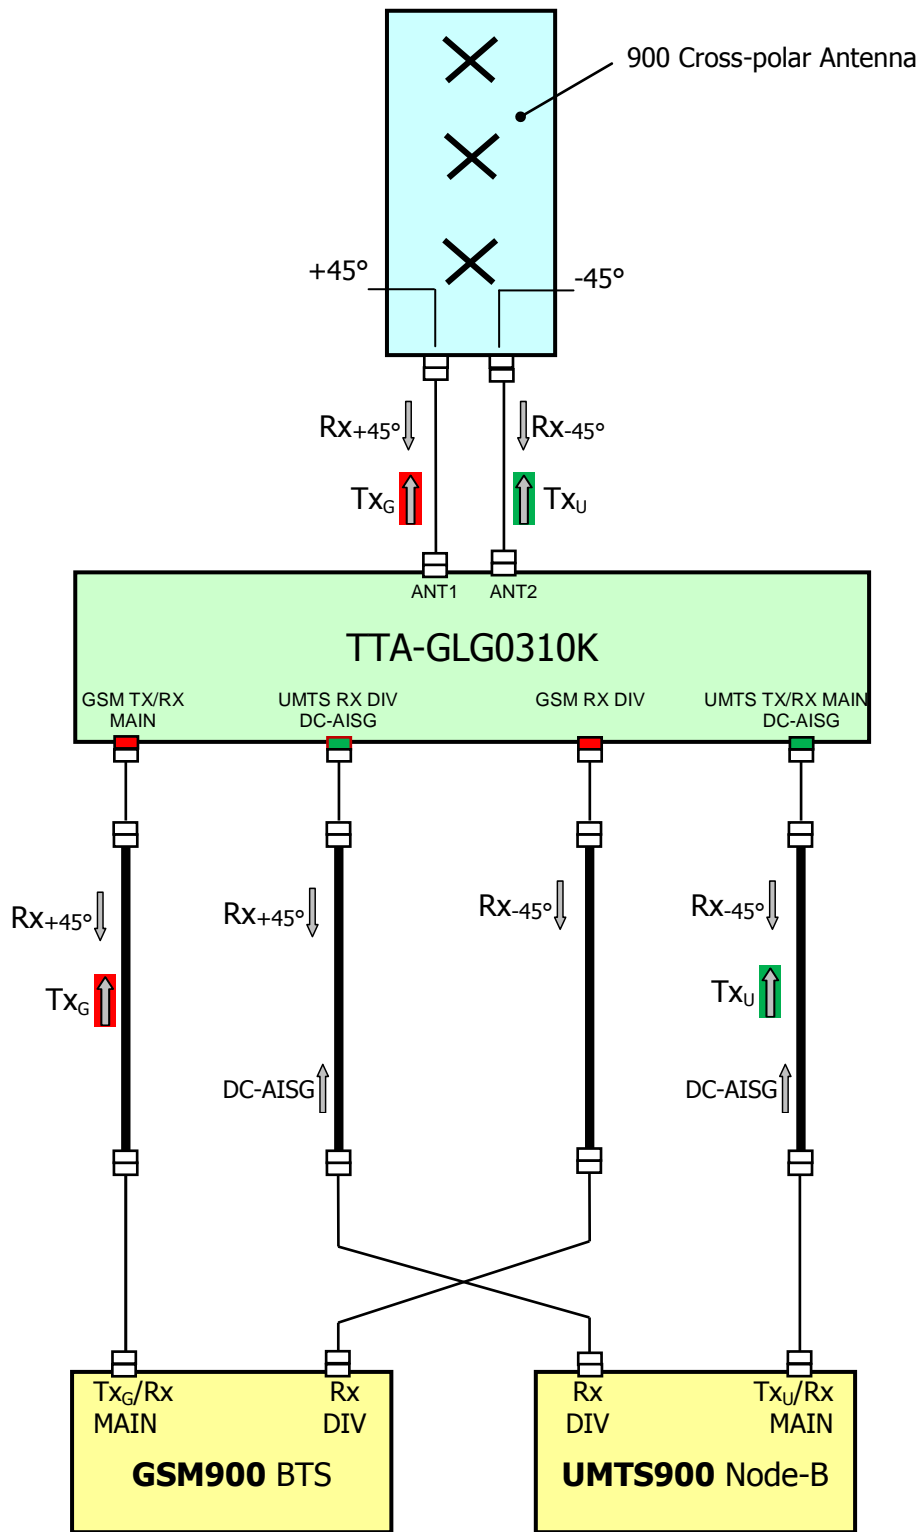 900 Cross-polar Antenna
+45°
-45°
Rx+45°
Rx-45°
TxG
TxU
ANT1
ANT2
TTA-GLG0310K
GSM TX/RX
MAIN
UMTS RX DIV
DC-AISG
GSM RX DIV
UMTS TX/RX MAIN
DC-AISG
Rx+45°
Rx+45°
Rx-45°
Rx-45°
TxG
TxU
DC-AISG
DC-AISG
TxG/Rx
MAIN
Rx
DIV
Rx
DIV
TxU/Rx
MAIN
GSM900 BTS
UMTS900 Node-B